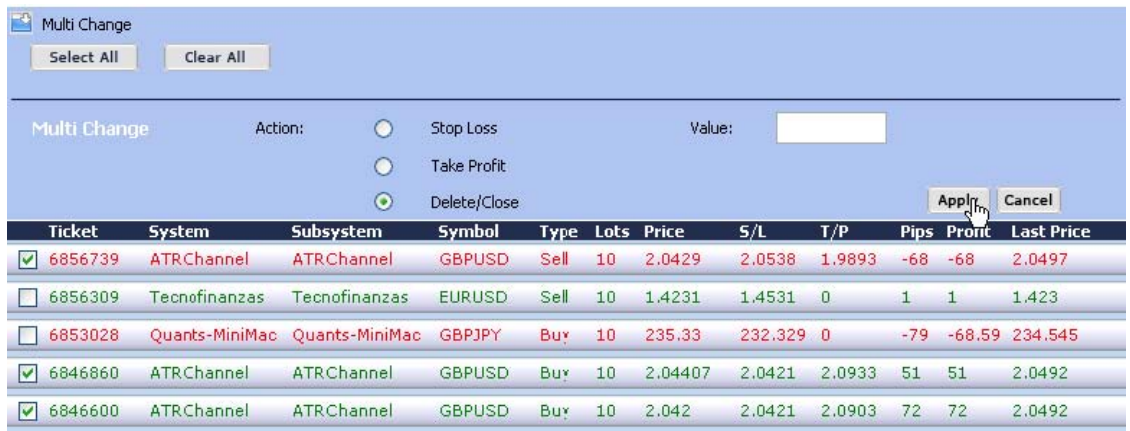 Multi Change
Select All Clear All
Multi Change Action: Stop Loss Value:
Take Profit
Delete/Close
Apply Cancel
Ticket System Subsystem Symbol Type Lots Price S/L T/P Pips Profit Last Price
6856739 ATRChannel ATRChannel GBPUSD Sell 10 2.0429 2.0538 1.9893 -68 -68 2.0497
6856309 Tecnofinanzas Tecnofinanzas EURUSD Sell 10 1.4231 1.4531 0 1 1 1.423
6853028 Quants-MiniMac Quants-MiniMac GBPJPY Buy 10 235.33 232.329 0 -79 -68.59 234.545
6846860 ATRChannel ATRChannel GBPUSD Buy 10 2.04407 2.0421 2.0933 51 51 2.0492
6846600 ATRChannel ATRChannel GBPUSD Buy 10 2.042 2.0421 2.0903 72 72 2.0492